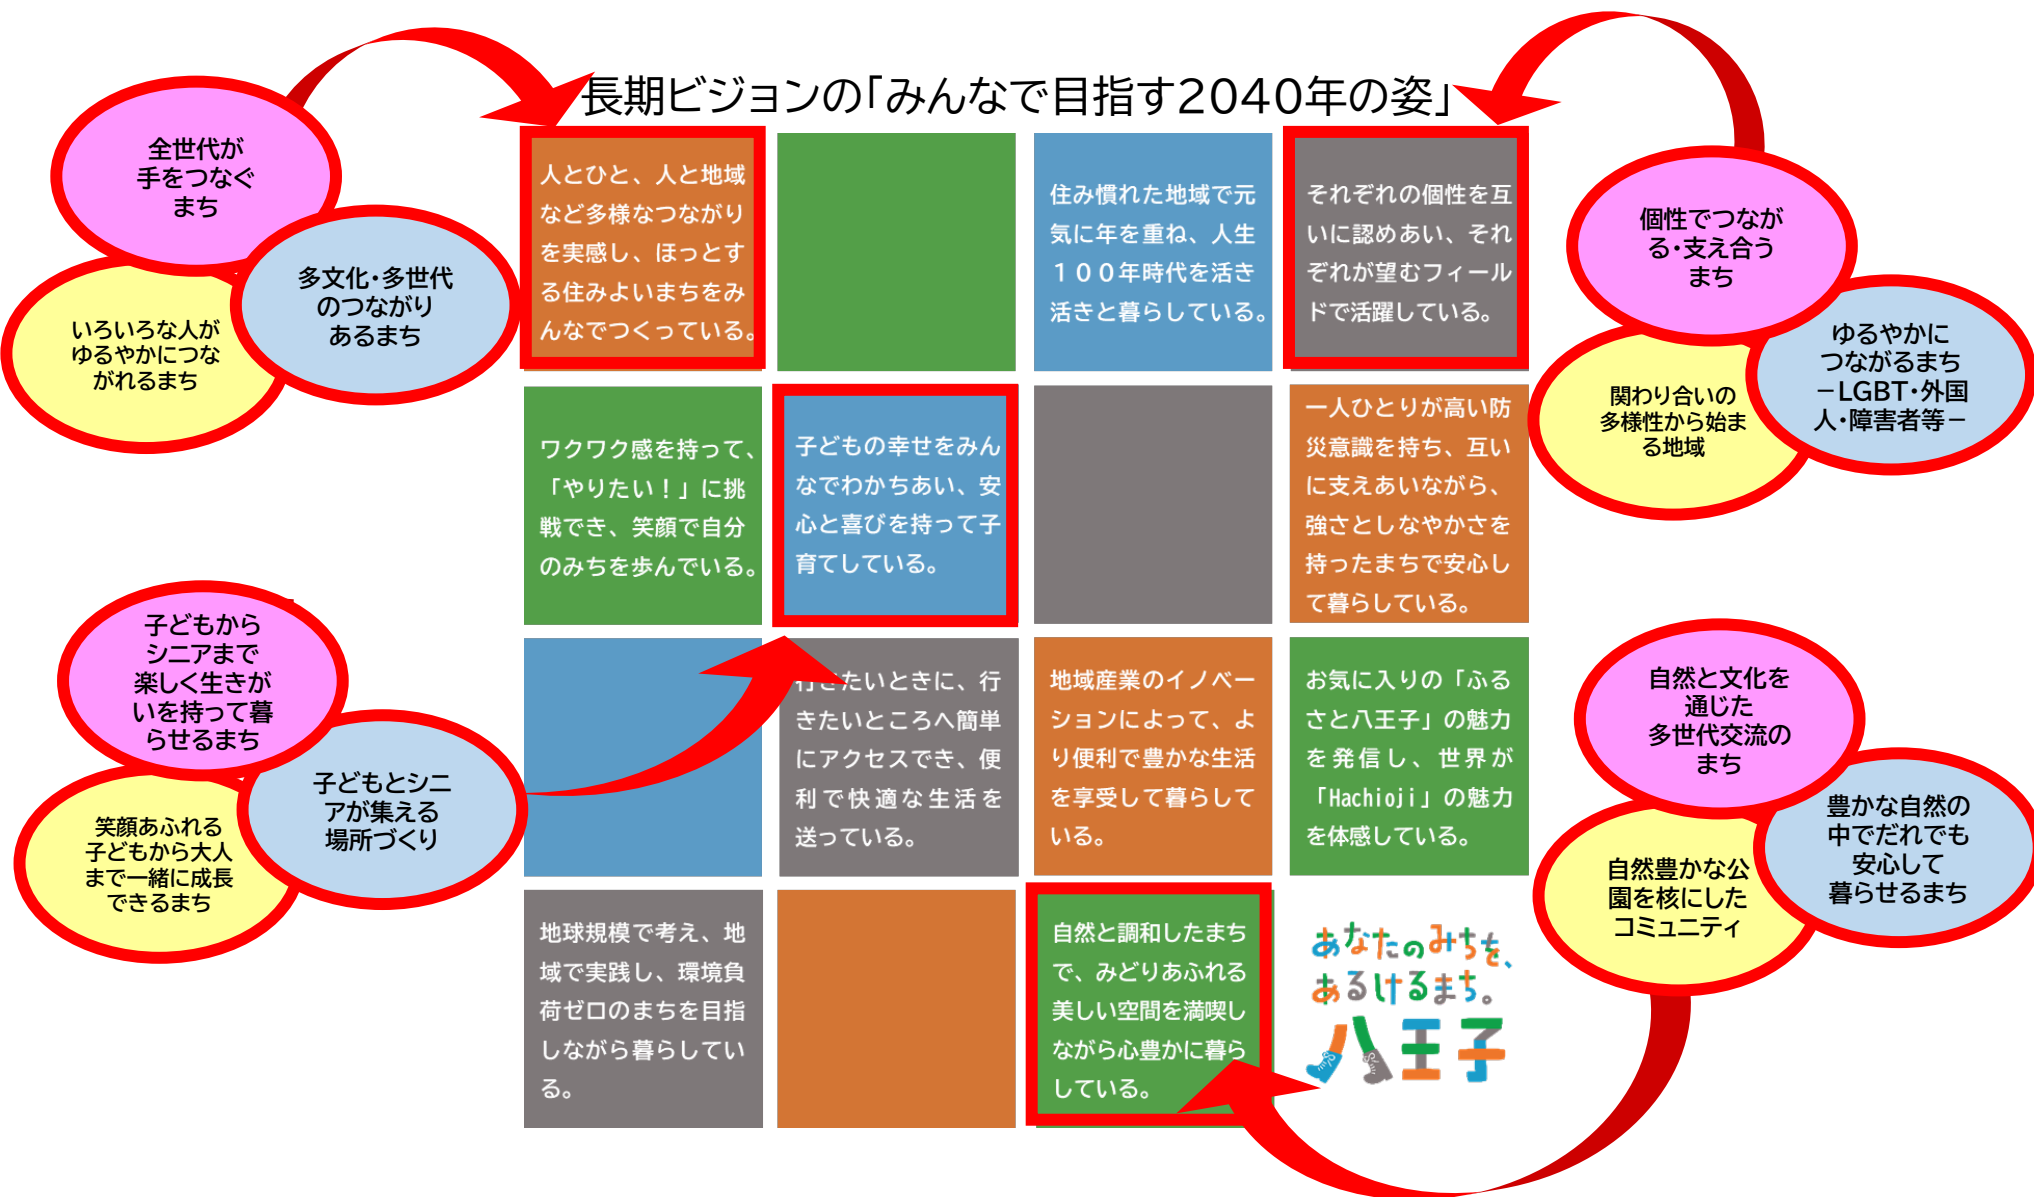 長期ビジョンの「みんなで目指す2040年の姿」
全世代が
手をつなぐ
まち
多文化・多世代
のつながり
あるまち
いろいろな人が
ゆるやかにつな
がれるまち
人とひと、人と地域
など多様なつながり
を実感し、ほっとす
る住みよいまちをみ
んなでつくっている。
住み慣れた地域で元
気に年を重ね、人生
１００年時代を活き
活きと暮らしている。
それぞれの個性を互
いに認めあい、それ
ぞれが望むフィール
ドで活躍している。
個性でつなが
る・支え合う
まち
ゆるやかに
つながるまち
－LGBT・外国
人・障害者等－
関わり合いの
多様性から始ま
る地域
ワクワク感を持って、
「やりたい！」に挑
戦でき、笑顔で自分
のみちを歩んでいる。
子どもの幸せをみん
なでわかちあい、安
心と喜びを持って子
育てしている。
一人ひとりが高い防
災意識を持ち、互い
に支えあいながら、
強さとしなやかさを
持ったまちで安心し
て暮らしている。
子どもから
シニアまで
楽しく生きが
いを持って暮
らせるまち
子どもとシニ
アが集える
場所づくり
笑顔あふれる
子どもから大人
まで一緒に成長
できるまち
行きたいときに、行
きたいところへ簡単
にアクセスでき、便
利で快適な生活を
送っている。
地域産業のイノベー
ションによって、よ
り便利で豊かな生活
を享受して暮らして
いる。
お気に入りの「ふる
さと八王子」の魅力
を発信し、世界が
「Hachioji」の魅力
を体感している。
自然と文化を
通じた
多世代交流の
まち
豊かな自然の
中でだれでも
安心して
暮らせるまち
自然豊かな公
園を核にした
コミュニティ
地球規模で考え、地
域で実践し、環境負
荷ゼロのまちを目指
しながら暮らしてい
る。
自然と調和したまち
で、みどりあふれる
美しい空間を満喫し
ながら心豊かに暮ら
している。
あなたのみちを、
あるけるまち。
八王子